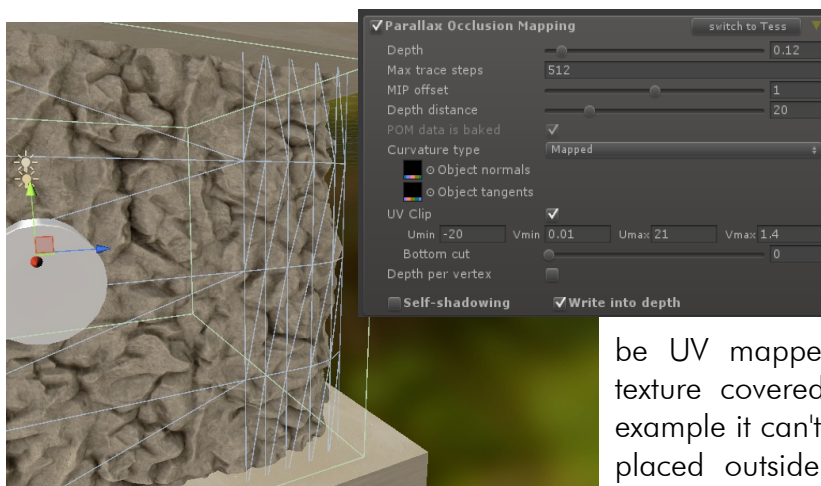 Parallax Occlusion Mapping switch to Tess
Depth 0.12
Max trace steps 512
MIP offset 1
Depth distance 20
POM data is baked
Curvature type Mapped
Object normals
Object tangents
UV Clip
Umin -20 Vmin 0.01 Umax 21 Vmax 1.4
Bottom cut 0
Depth per vertex
Self-shadowing Write into depth
be UV mappe
texture covered
example it can't
placed outside